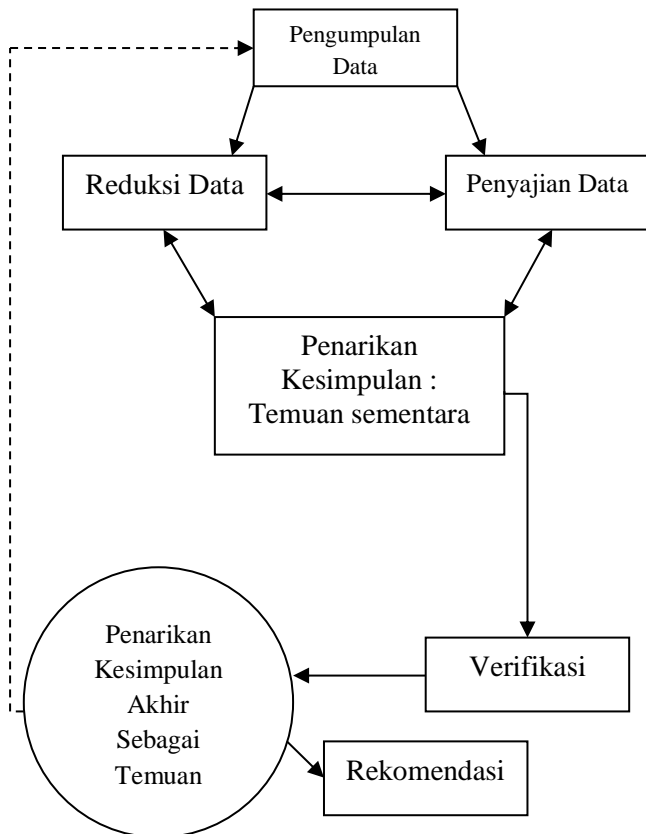 Pengumpulan
Data
Reduksi Data
Penyajian Data
Penarikan
Kesimpulan :
Temuan sementara
Penarikan
Kesimpulan
Akhir
Sebagai
Temuan
Verifikasi
Rekomendasi